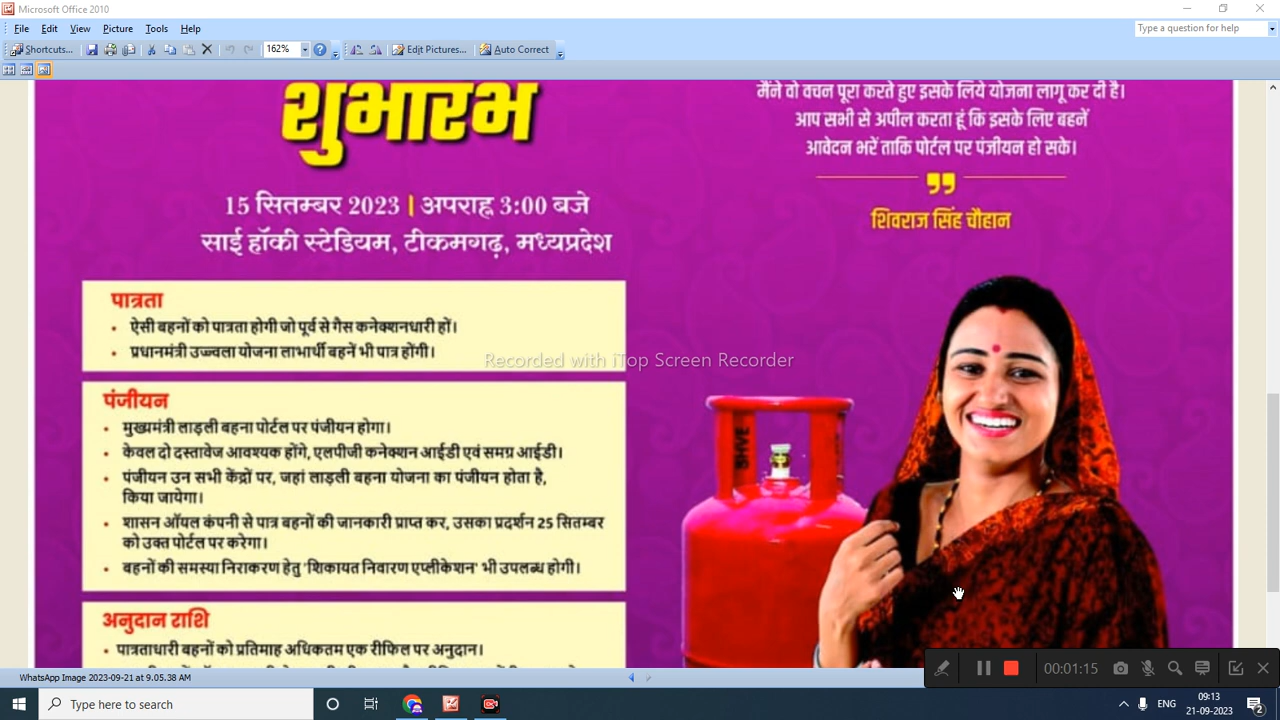 Microsoft Office 2010
File Edit View Picture Tools Help
Type a question for help
Shortcuts... 162% Edit Pictures... Auto Correct
शुभारंभ
15 सितम्बर 2023 | अपराह्न 3:00 बजे
साई हॉकी स्टेडियम, टीकमगढ़, मध्यप्रदेश
मैंने वो वचन पूरा करते हुए इसके लिये योजना लागू कर दी है।
आप सभी से अपील करता हूं कि इसके लिए बहनें
आवेदन भरें ताकि पोर्टल पर पंजीयन हो सके।
शिवराज सिंह चौहान
पात्रता
• ऐसी बहनों को पात्रता होगी जो पूर्व से गैस कनेक्शनधारी हों।
• प्रधानमंत्री उज्ज्वला योजना लाभार्थी बहनें भी पात्र होंगी।
Recorded with iTop Screen Recorder
पंजीयन
• मुख्यमंत्री लाड़ली बहना पोर्टल पर पंजीयन होगा।
• केवल दो दस्तावेज आवश्यक होंगे, एलपीजी कनेक्शन आईडी एवं समग्र आईडी।
• पंजीयन उन सभी केंद्रों पर, जहां लाड़ली बहना योजना का पंजीयन होता है,
किया जायेगा।
• शासन ऑयल कंपनी से पात्र बहनों की जानकारी प्राप्त कर, उसका प्रदर्शन 25 सितम्बर
को उक्त पोर्टल पर करेगा।
• बहनों की समस्या निराकरण हेतु 'शिकायत निवारण एप्लीकेशन' भी उपलब्ध होगी।
अनुदान राशि
• पात्रताधारी बहनों को प्रतिमाह अधिकतम एक रीफिल पर अनुदान।
00:01:15
WhatsApp Image 2023-09-21 at 9.05.38 AM
Type here to search
ENG
09:13
21-09-2023
2